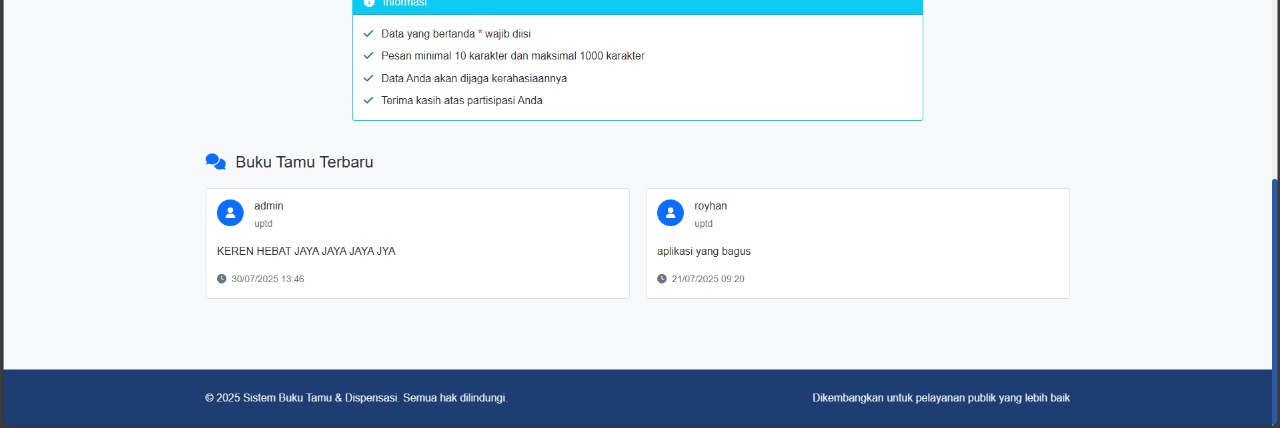 Informasi
Data yang bertanda * wajib diisi
Pesan minimal 10 karakter dan maksimal 1000 karakter
Data Anda akan dijaga kerahasiaannya
Terima kasih atas partisipasi Anda
Buku Tamu Terbaru
admin
uptd
KEREN HEBAT JAYA JAYA JAYA JYA
30/07/2025 13:46
royhan
uptd
aplikasi yang bagus
21/07/2025 09:20
© 2025 Sistem Buku Tamu & Dispensasi. Semua hak dilindungi.
Dikembangkan untuk pelayanan publik yang lebih baik